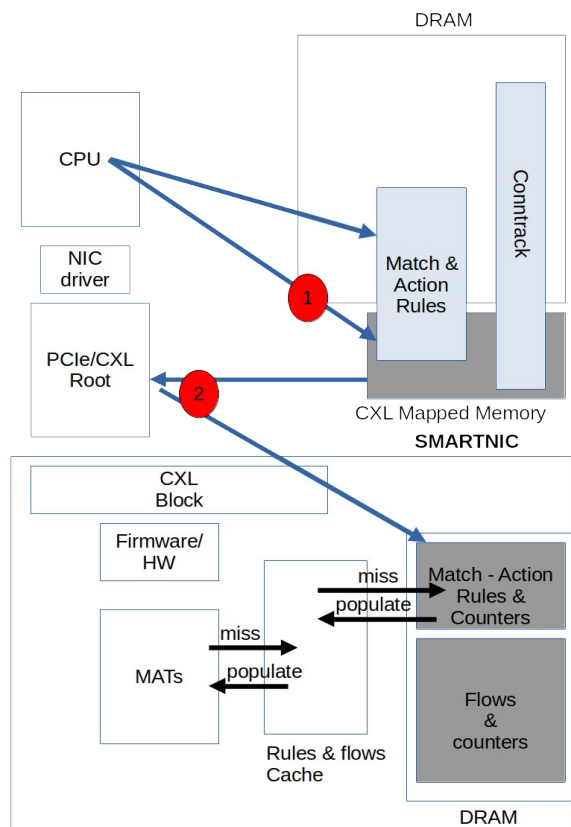 DRAM
CPU
Conntrack
NIC
driver
Match &
Action
Rules
1
PCIe/CXL
Root
2
CXL Mapped Memory
SMARTNIC
CXL
Block
Firmware/
HW
miss
Match - Action
Rules &
Counters
populate
miss
populate
MATs
Flows
&
counters
Rules & flows
Cache
DRAM